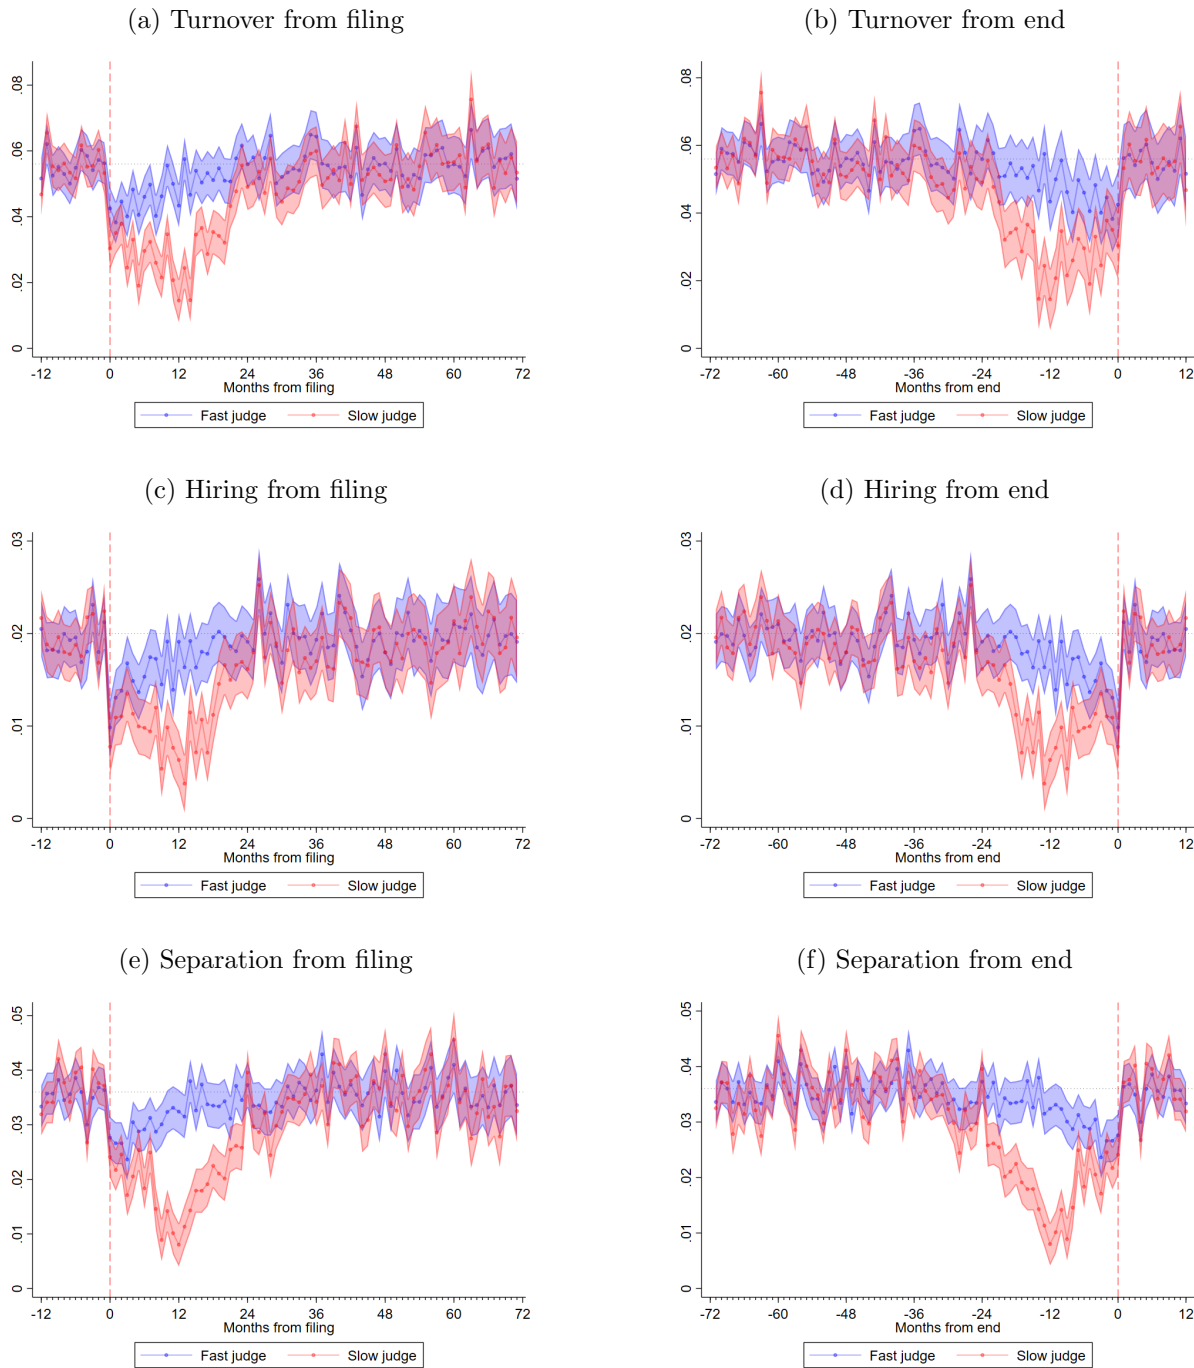 (a) Turnover from filing
(b) Turnover from end
.08
.06
.04
.02
0
-12 0 12 24 36 48 60 72
Months from filing
Fast judge Slow judge
.08
.06
.04
.02
0
-72 -60 -48 -36 -24 -12 0 12
Months from end
Fast judge Slow judge
(c) Hiring from filing
(d) Hiring from end
.03
.02
.01
0
-12 0 12 24 36 48 60 72
Months from filing
Fast judge Slow judge
.03
.02
.01
0
-72 -60 -48 -36 -24 -12 0 12
Months from end
Fast judge Slow judge
(e) Separation from filing
(f) Separation from end
.05
.04
.03
.02
.01
0
-12 0 12 24 36 48 60 72
Months from filing
Fast judge Slow judge
.05
.04
.03
.02
.01
0
-72 -60 -48 -36 -24 -12 0 12
Months from end
Fast judge Slow judge